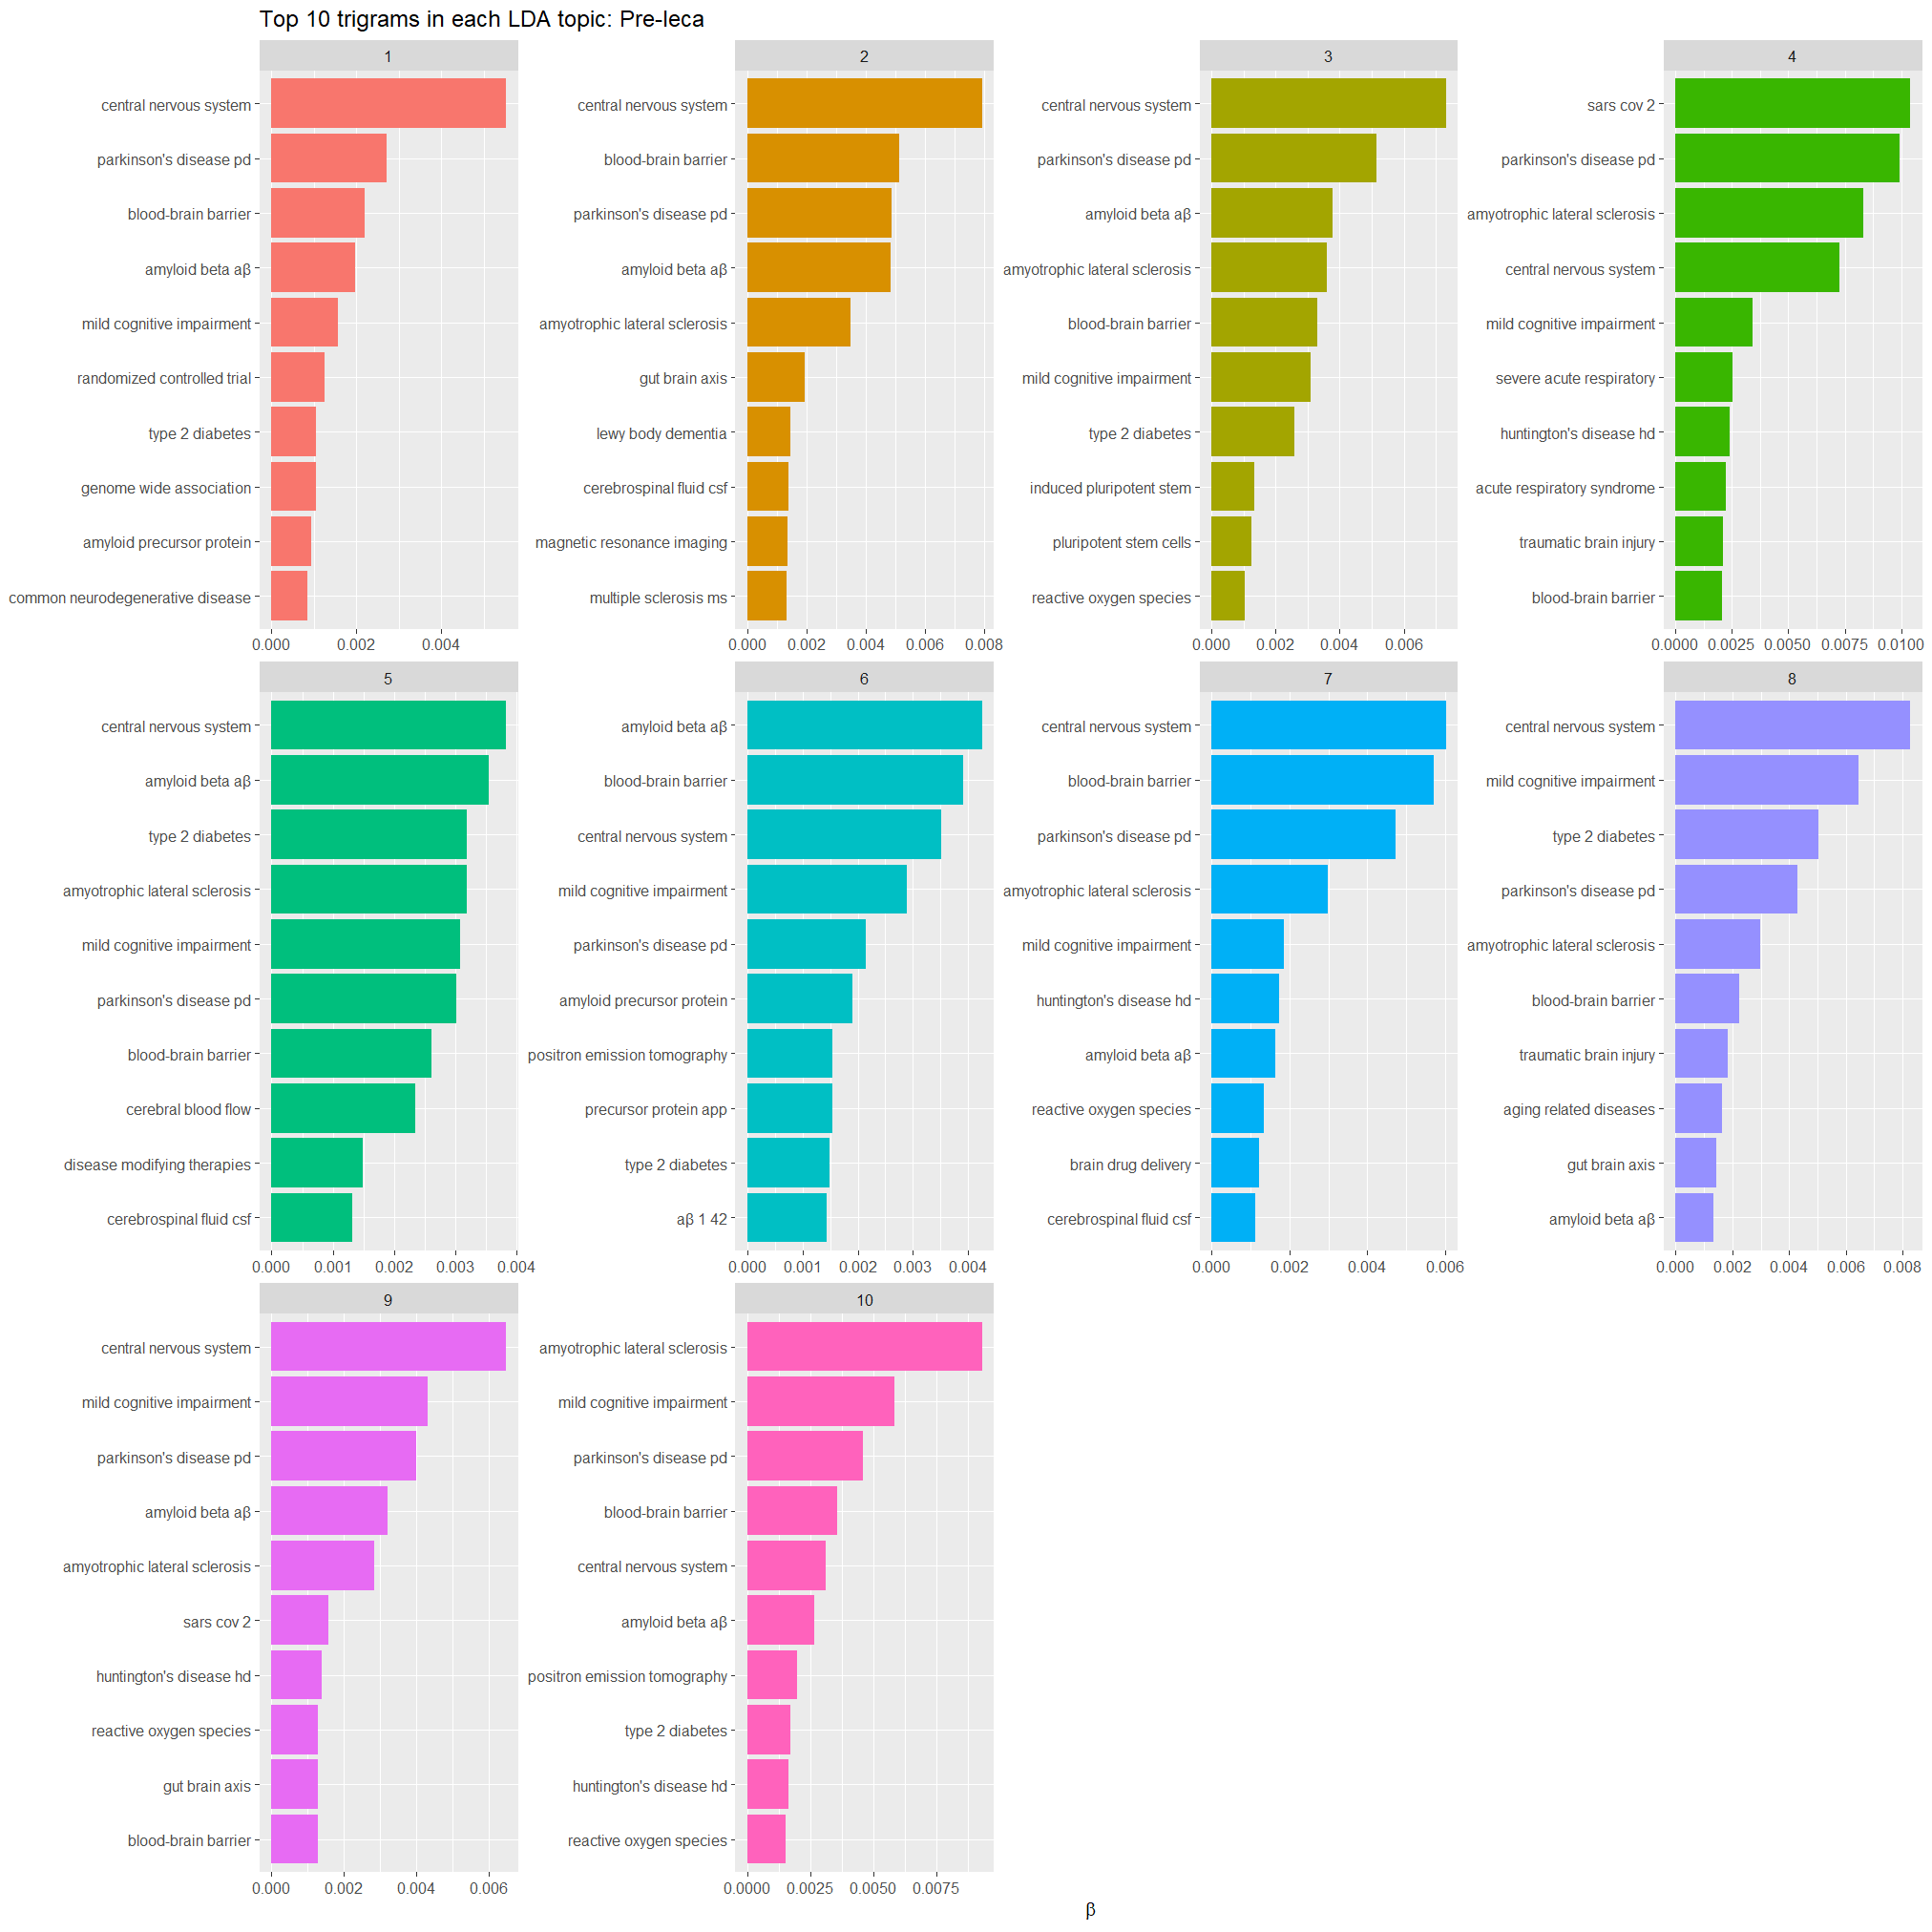 Top 10 trigrams in each LDA topic: Pre-leca
1
central nervous system
parkinson's disease pd
blood-brain barrier
amyloid beta aβ
mild cognitive impairment
randomized controlled trial
type 2 diabetes
genome wide association
amyloid precursor protein
common neurodegenerative disease
0.000 0.002 0.004
2
central nervous system
blood-brain barrier
parkinson's disease pd
amyloid beta aβ
amyotrophic lateral sclerosis
gut brain axis
lewy body dementia
cerebrospinal fluid csf
magnetic resonance imaging
multiple sclerosis ms
0.000 0.002 0.004 0.006 0.008
3
central nervous system
parkinson's disease pd
amyloid beta aβ
amyotrophic lateral sclerosis
blood-brain barrier
mild cognitive impairment
type 2 diabetes
induced pluripotent stem
pluripotent stem cells
reactive oxygen species
0.000 0.002 0.004 0.006
4
sars cov 2
parkinson's disease pd
amyotrophic lateral sclerosis
central nervous system
mild cognitive impairment
severe acute respiratory
huntington's disease hd
acute respiratory syndrome
traumatic brain injury
blood-brain barrier
0.0000 0.0025 0.0050 0.0075 0.0100
5
central nervous system
amyloid beta aβ
type 2 diabetes
amyotrophic lateral sclerosis
mild cognitive impairment
parkinson's disease pd
blood-brain barrier
cerebral blood flow
disease modifying therapies
cerebrospinal fluid csf
0.000 0.001 0.002 0.003 0.004
6
amyloid beta aβ
blood-brain barrier
central nervous system
mild cognitive impairment
parkinson's disease pd
amyloid precursor protein
positron emission tomography
precursor protein app
type 2 diabetes
aβ 1 42
0.000 0.001 0.002 0.003 0.004
7
central nervous system
blood-brain barrier
parkinson's disease pd
amyotrophic lateral sclerosis
mild cognitive impairment
huntington's disease hd
amyloid beta aβ
reactive oxygen species
brain drug delivery
cerebrospinal fluid csf
0.000 0.002 0.004 0.006
8
central nervous system
mild cognitive impairment
type 2 diabetes
parkinson's disease pd
amyotrophic lateral sclerosis
blood-brain barrier
traumatic brain injury
aging related diseases
gut brain axis
amyloid beta aβ
0.000 0.002 0.004 0.006 0.008
9
central nervous system
mild cognitive impairment
parkinson's disease pd
amyloid beta aβ
amyotrophic lateral sclerosis
sars cov 2
huntington's disease hd
reactive oxygen species
gut brain axis
blood-brain barrier
0.000 0.002 0.004 0.006
10
amyotrophic lateral sclerosis
mild cognitive impairment
parkinson's disease pd
blood-brain barrier
central nervous system
amyloid beta aβ
positron emission tomography
type 2 diabetes
huntington's disease hd
reactive oxygen species
0.0000 0.0025 0.0050 0.0075
β